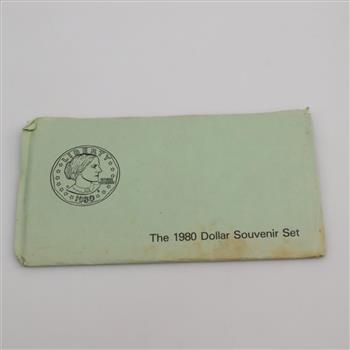 LIBERTY
1980
The 1980 Dollar Souvenir Set